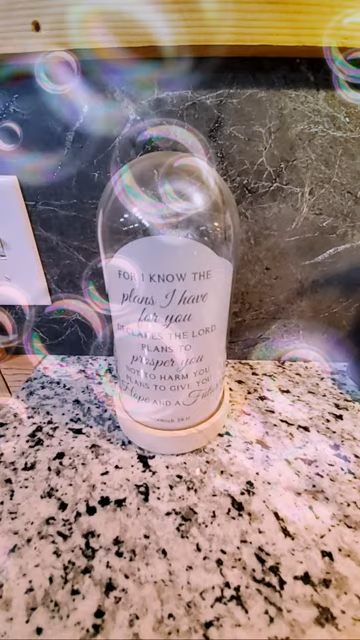 FOR I KNOW THE
plans I have
for you
DECLARES THE LORD
PLANS TO
prosper you
NOT TO HARM YOU
PLANS TO GIVE YOU
Hope AND A Future